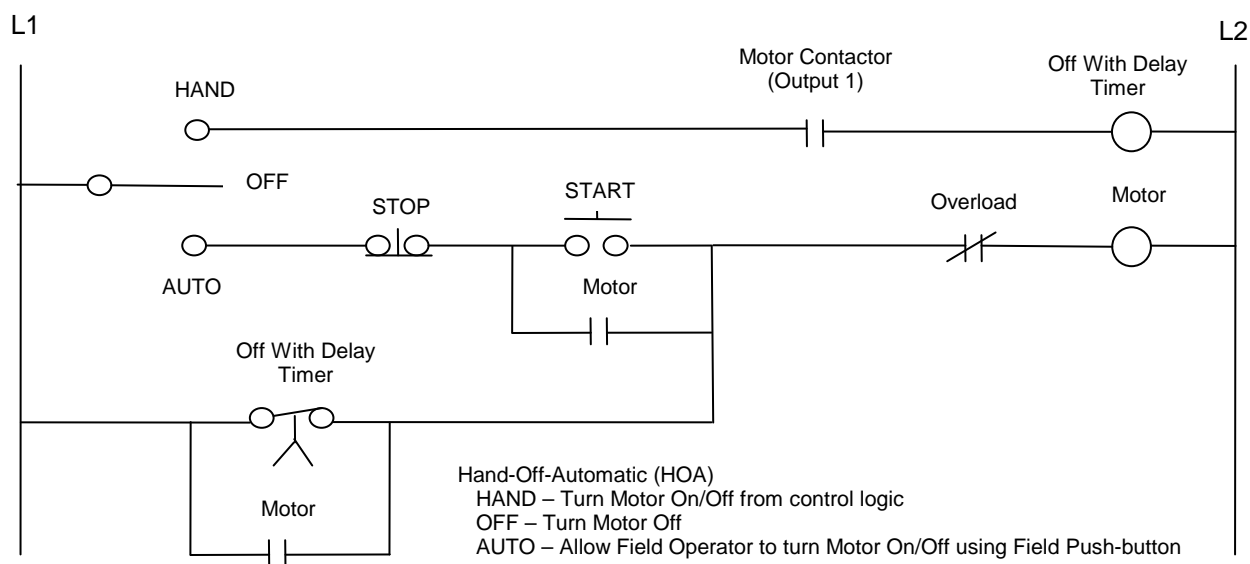 L1
L2
Motor Contactor
(Output 1)
Off With Delay
Timer
HAND
OFF
STOP
START
Overload
Motor
AUTO
Motor
Off With Delay
Timer
Motor
Hand-Off-Automatic (HOA)
HAND – Turn Motor On/Off from control logic
OFF – Turn Motor Off
AUTO – Allow Field Operator to turn Motor On/Off using Field Push-button